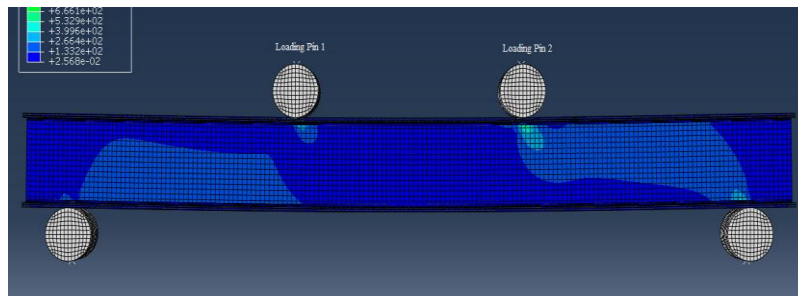 +6.661e+02
+5.329e+02
+3.996e+02
+2.664e+02
+1.332e+02
+2.568e-02
Loading Pin 1
Loading Pin 2